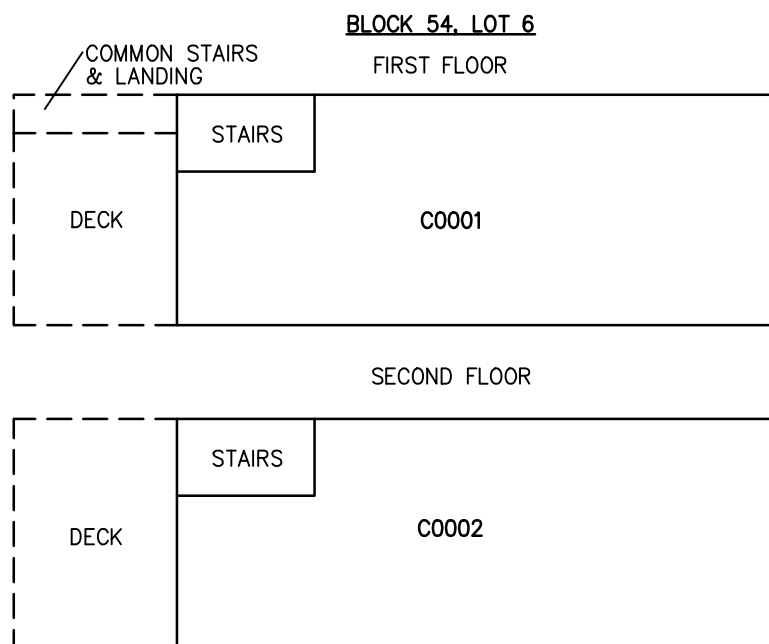 BLOCK 54, LOT 6
COMMON STAIRS
& LANDING
FIRST FLOOR
STAIRS
DECK
C0001
SECOND FLOOR
STAIRS
DECK
C0002